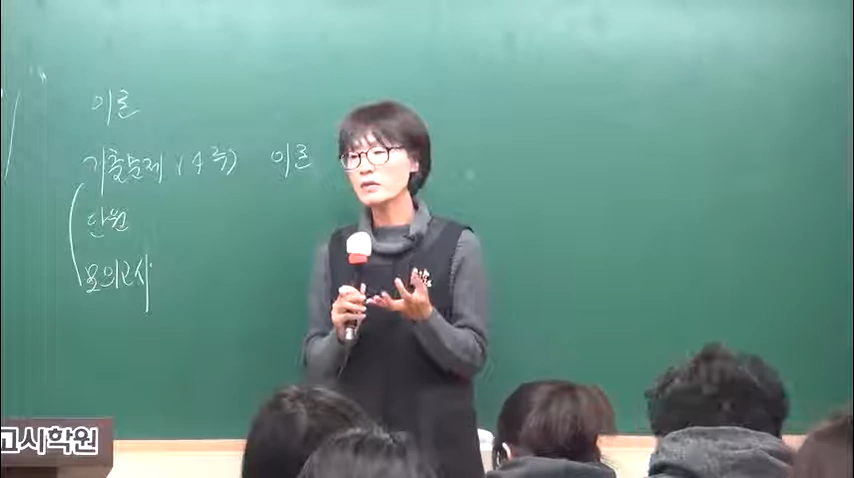 이론
기출문제 (4주) 이론
단원
모의고사
고시학원